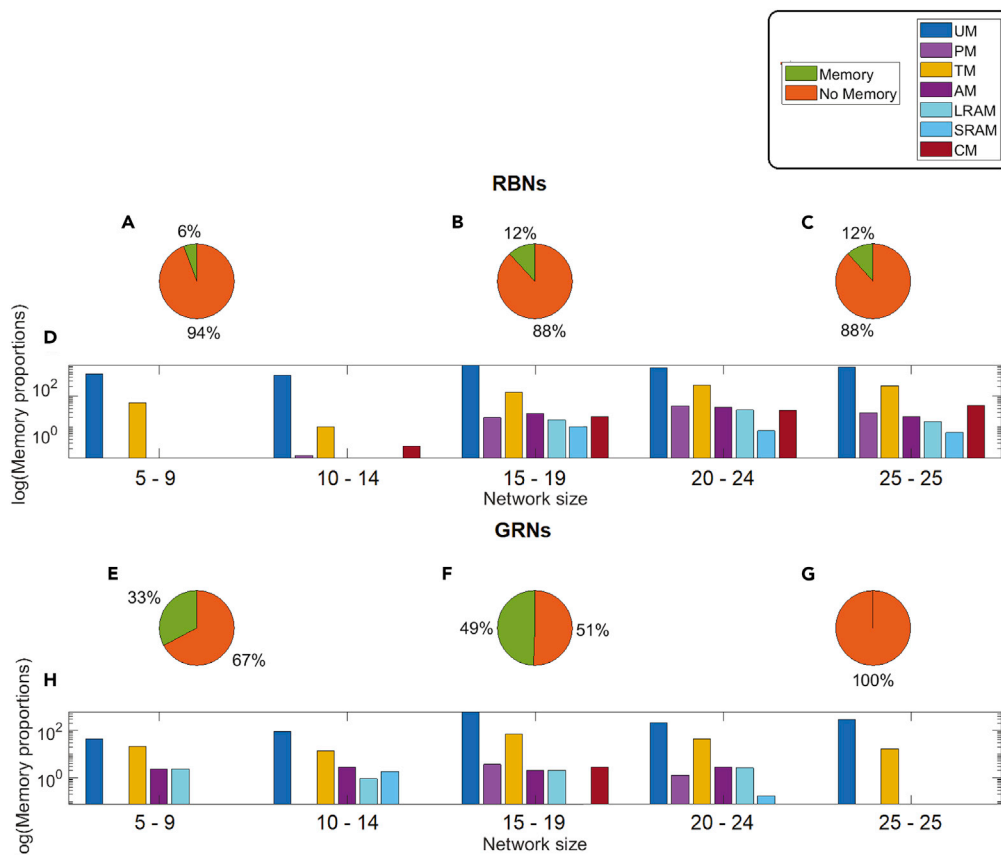 UM
PM
TM
AM
LRAM
SRAM
CM
Memory
No Memory
RBNs
A
6%
94%
B
12%
88%
C
12%
88%
D
log(Memory proportions)
10²
10⁰
5 - 9
10 - 14
15 - 19
20 - 24
25 - 25
Network size
GRNs
E
33%
67%
F
49%
51%
G
100%
H
og(Memory proportions)
10²
10⁰
5 - 9
10 - 14
15 - 19
20 - 24
25 - 25
Network size